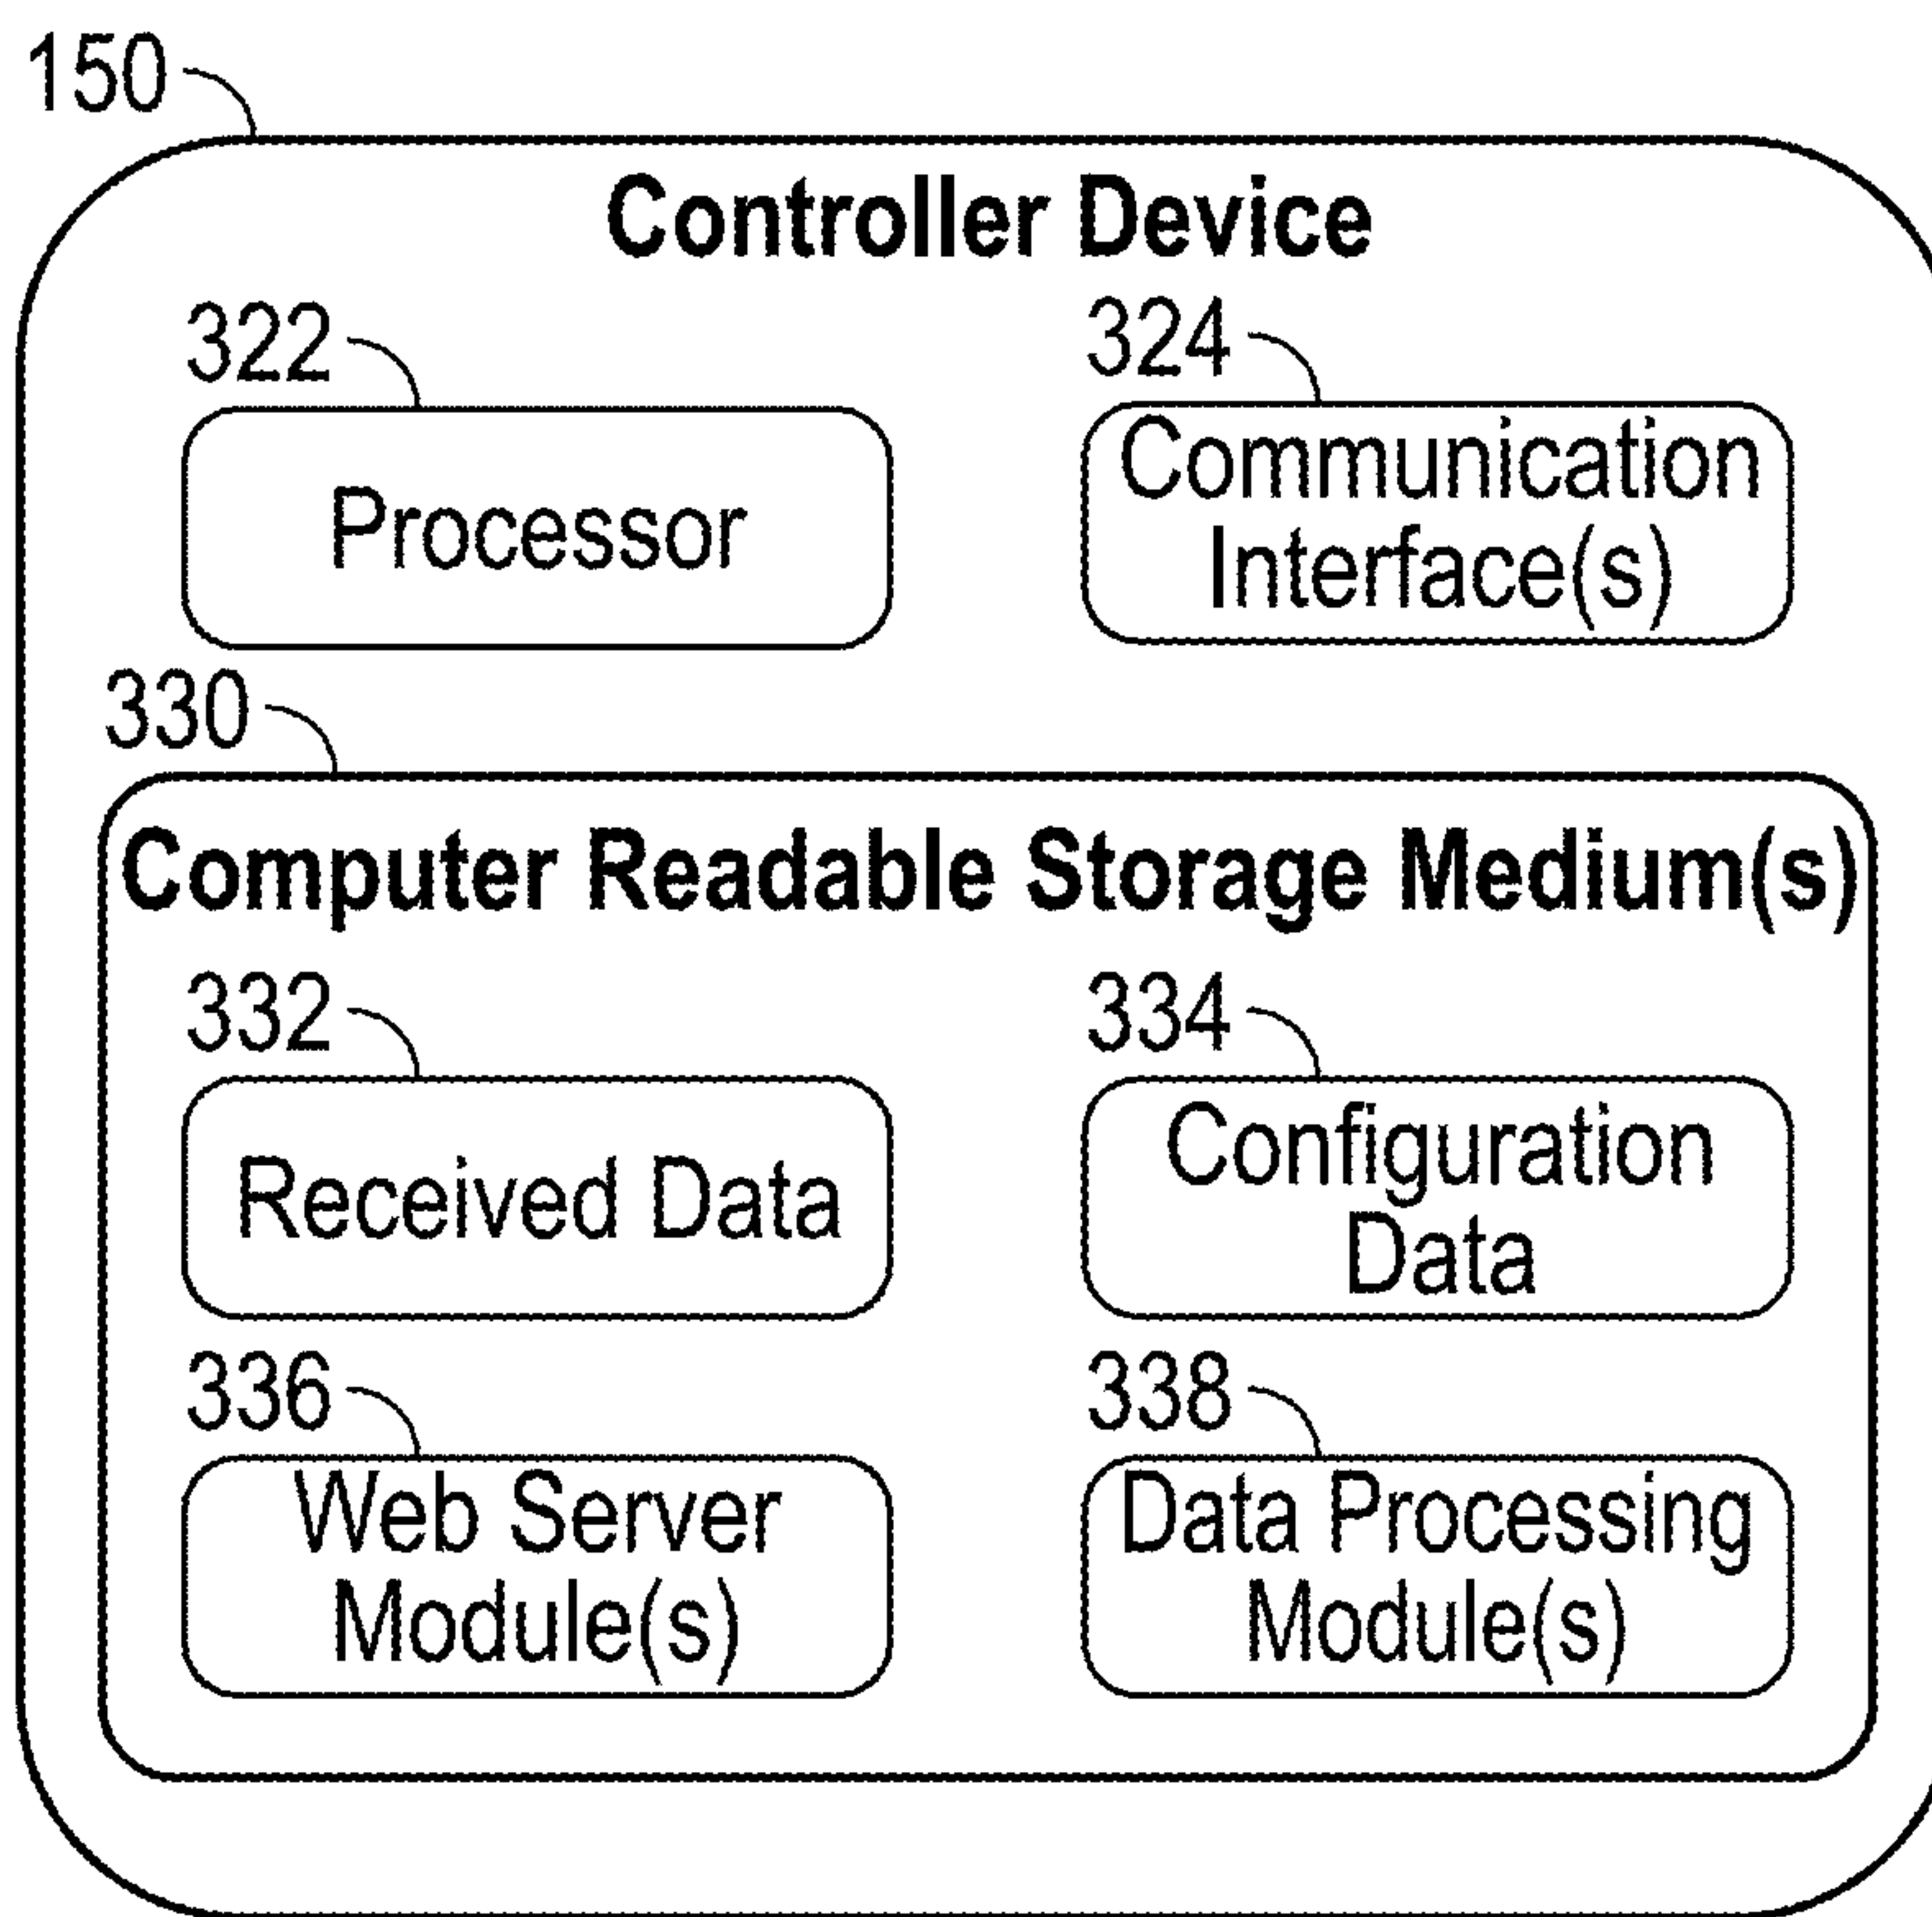 150
Controller Device
322
324
Processor
Communication
Interface(s)
330
Computer Readable Storage Medium(s)
332
334
Received Data
Configuration
Data
336
338
Web Server
Module(s)
Data Processing
Module(s)